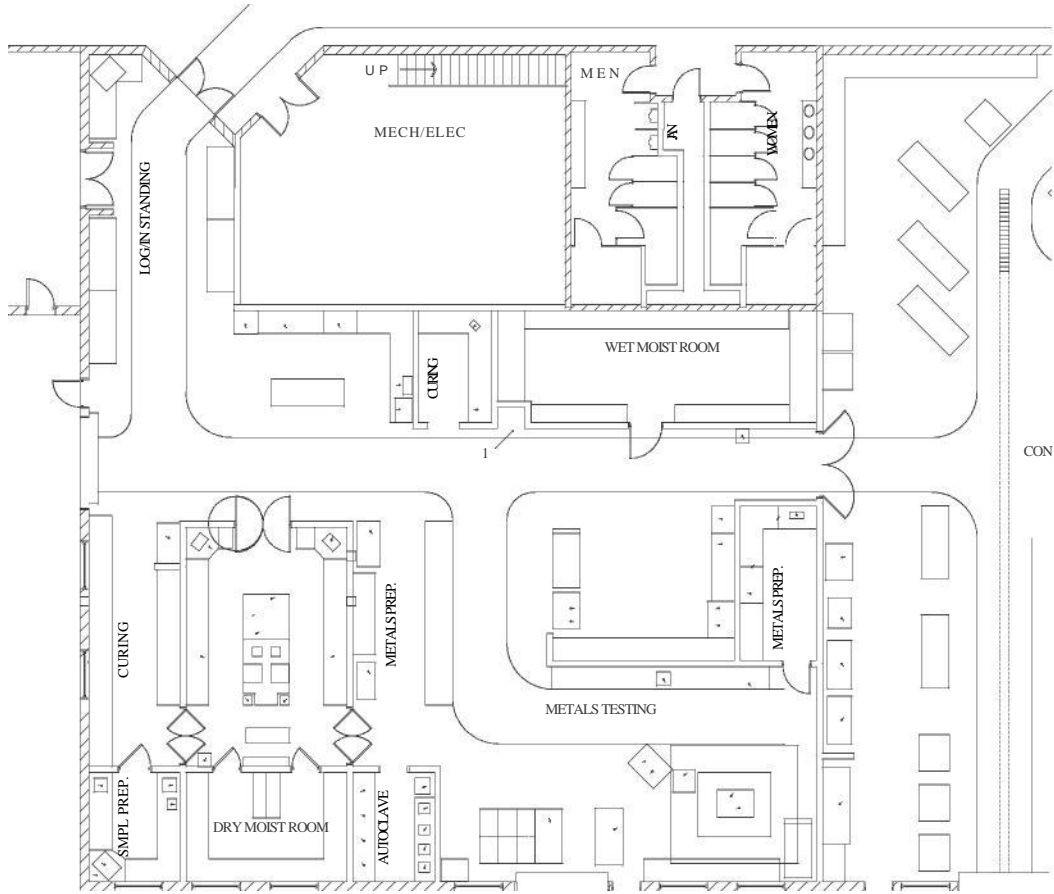 UP
MEN
MECH/ELEC
JAN
WOMEN
LOG/IN STANDING
WET MOIST ROOM
CURING
1
CON
CURING
METALS PREP.
METALS PREP.
METALS TESTING
SMPL PREP.
DRY MOIST ROOM
AUTOCLAVE